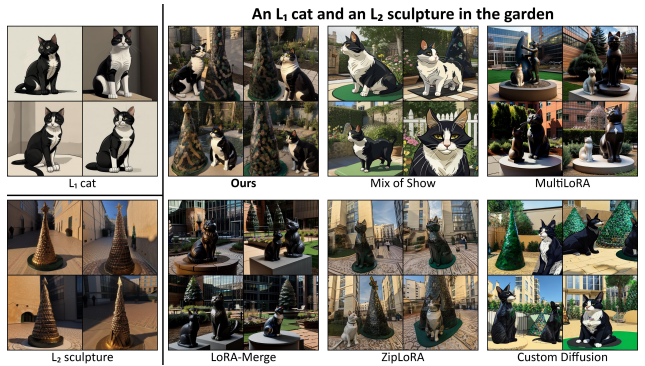 An L₁ cat and an L₂ sculpture in the garden
L₁ cat
Ours
Mix of Show
MultiLoRA
L₂ sculpture
LoRA-Merge
ZipLoRA
Custom Diffusion